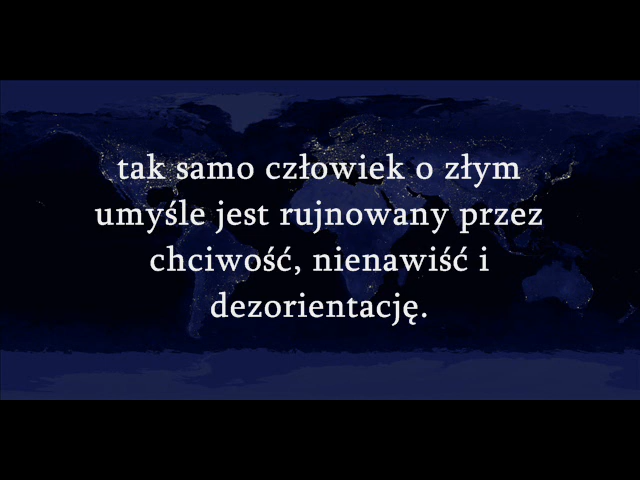 tak samo człowiek o złym
umyśle jest rujnowany przez
chciwość, nienawiść i
dezorientację.